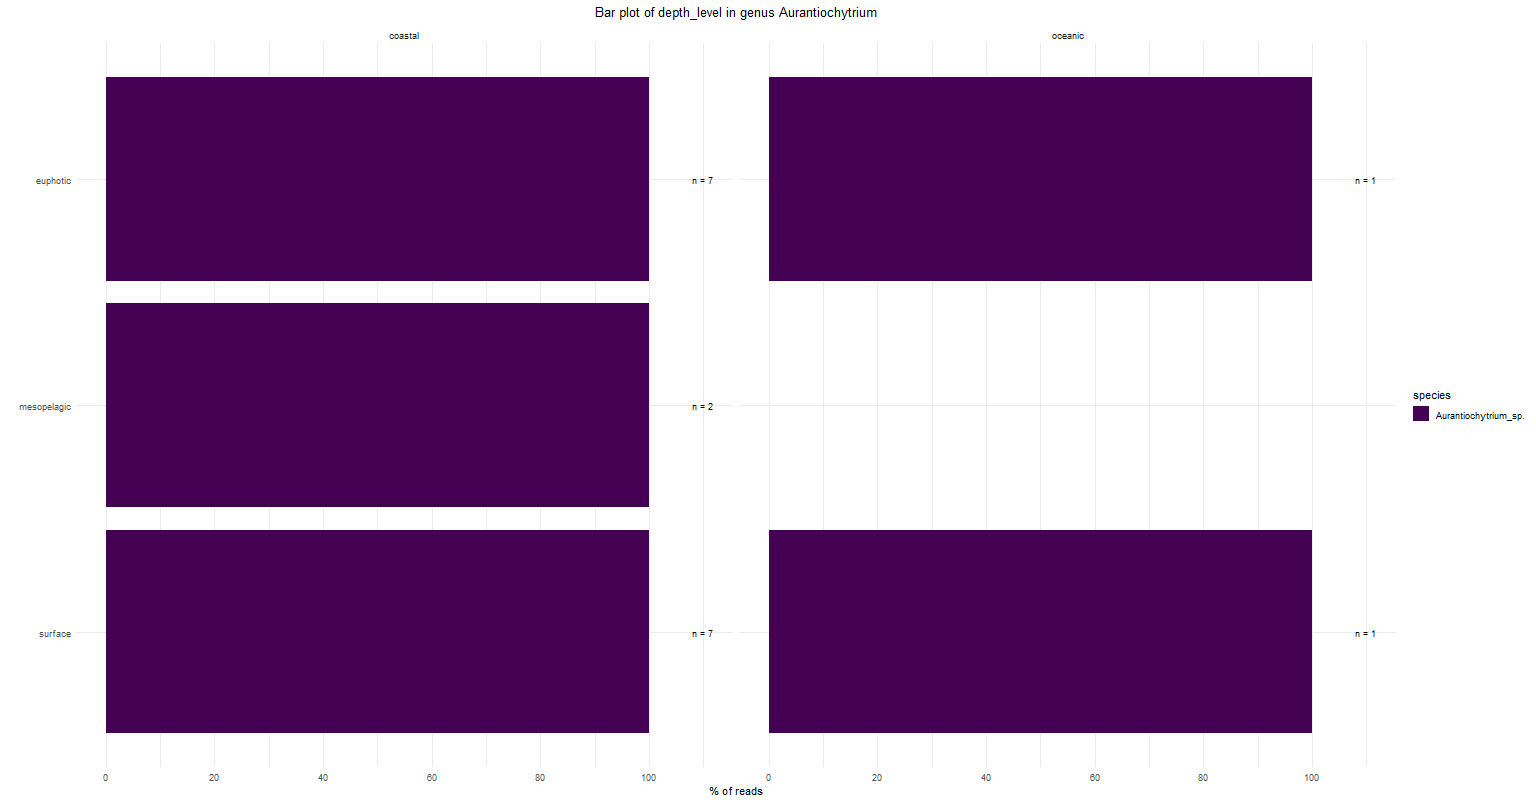 Bar plot of depth_level in genus Aurantiochytrium
coastal
oceanic
euphotic
n = 7
n = 1
mesopelagic
n = 2
species
Aurantiochytrium_sp.
surface
n = 7
n = 1
0 20 40 60 80 100
0 20 40 60 80 100
% of reads